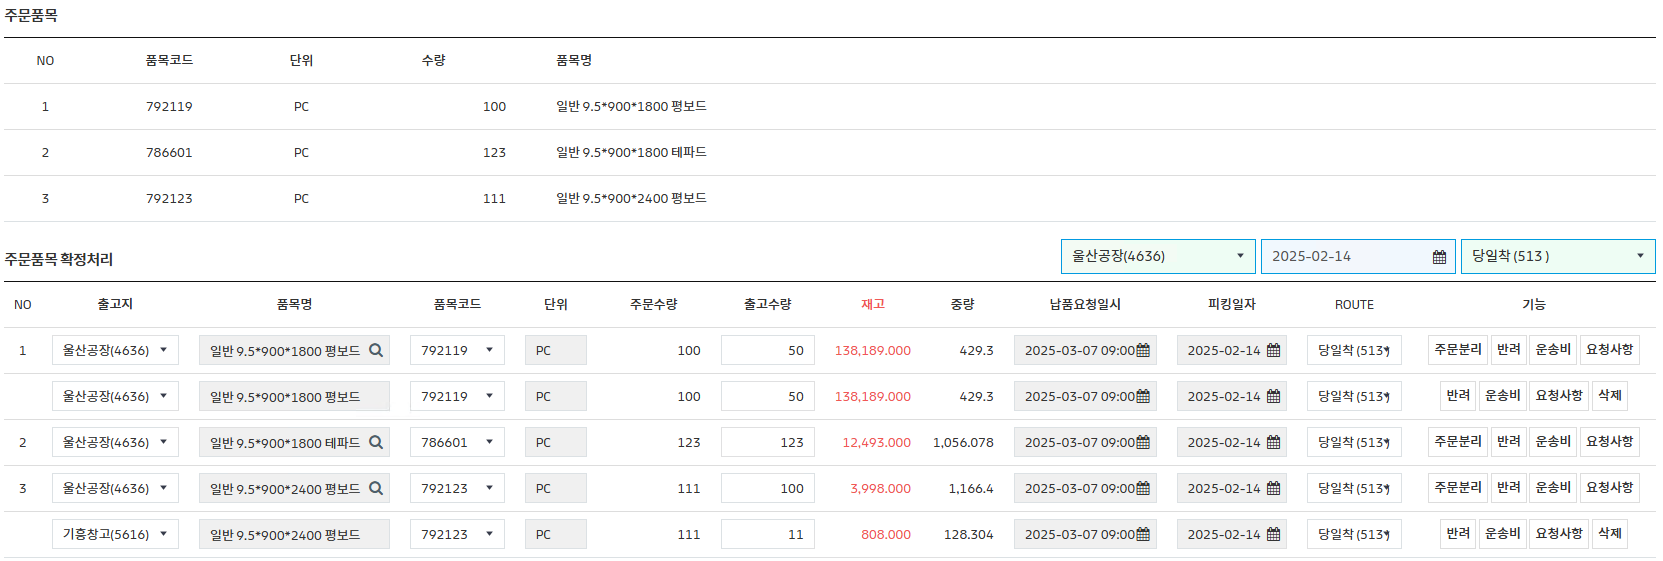 주문품목
NO 품목코드 단위 수량 품목명
1 792119 PC 100 일반 9.5*900*1800 평보드
2 786601 PC 123 일반 9.5*900*1800 테파드
3 792123 PC 111 일반 9.5*900*2400 평보드
주문품목 확정처리 울산공장(4636) 2025-02-14 당일착 (513 )
NO 출고지 품목명 품목코드 단위 주문수량 출고수량 재고 중량 납품요청일시 피킹일자 ROUTE 기능
1 울산공장(4636) 일반 9.5*900*1800 평보드 792119 PC 100 50 138,189.000 429.3 2025-03-07 09:00 2025-02-14 당일착 (513 주문분리 반려 운송비 요청사항
울산공장(4636) 일반 9.5*900*1800 평보드 792119 PC 100 50 138,189.000 429.3 2025-03-07 09:00 2025-02-14 당일착 (513 반려 운송비 요청사항 삭제
2 울산공장(4636) 일반 9.5*900*1800 테파드 786601 PC 123 123 12,493.000 1,056.078 2025-03-07 09:00 2025-02-14 당일착 (513 주문분리 반려 운송비 요청사항
3 울산공장(4636) 일반 9.5*900*2400 평보드 792123 PC 111 100 3,998.000 1,166.4 2025-03-07 09:00 2025-02-14 당일착 (513 주문분리 반려 운송비 요청사항
기흥창고(5616) 일반 9.5*900*2400 평보드 792123 PC 111 11 808.000 128.304 2025-03-07 09:00 2025-02-14 당일착 (513 반려 운송비 요청사항 삭제